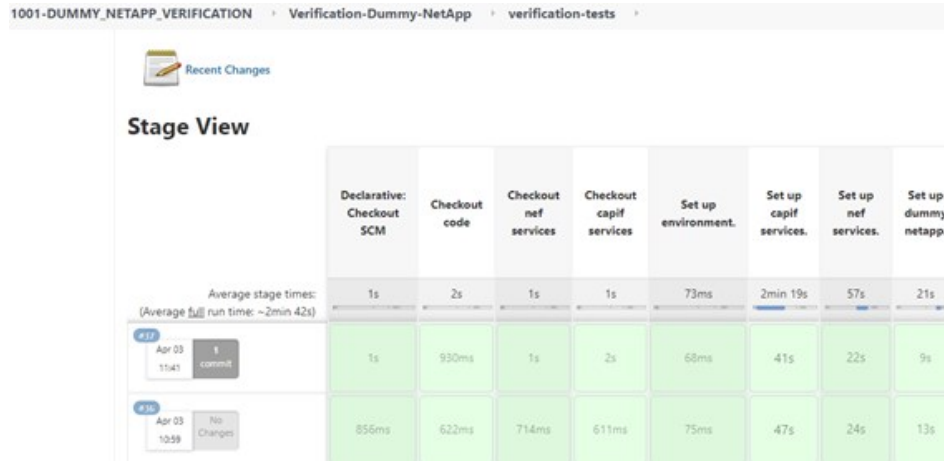 1001-DUMMY_NETAPP_VERIFICATION Verification-Dummy-NetApp verification-tests
Recent Changes
Stage View
Declarative: Checkout SCM
Checkout code
Checkout nef services
Checkout capif services
Set up environment.
Set up capif services.
Set up nef services.
Set up dummy netapp
Average stage times: 1s 2s 1s 1s 73ms 2min 19s 57s 21s
(Average full run time: ~2min 42s)
#37
Apr 03
11:41
1
commit
1s 930ms 1s 2s 68ms 41s 22s 9s
#36
Apr 03
10:59
No
Changes
856ms 622ms 714ms 611ms 75ms 47s 24s 13s